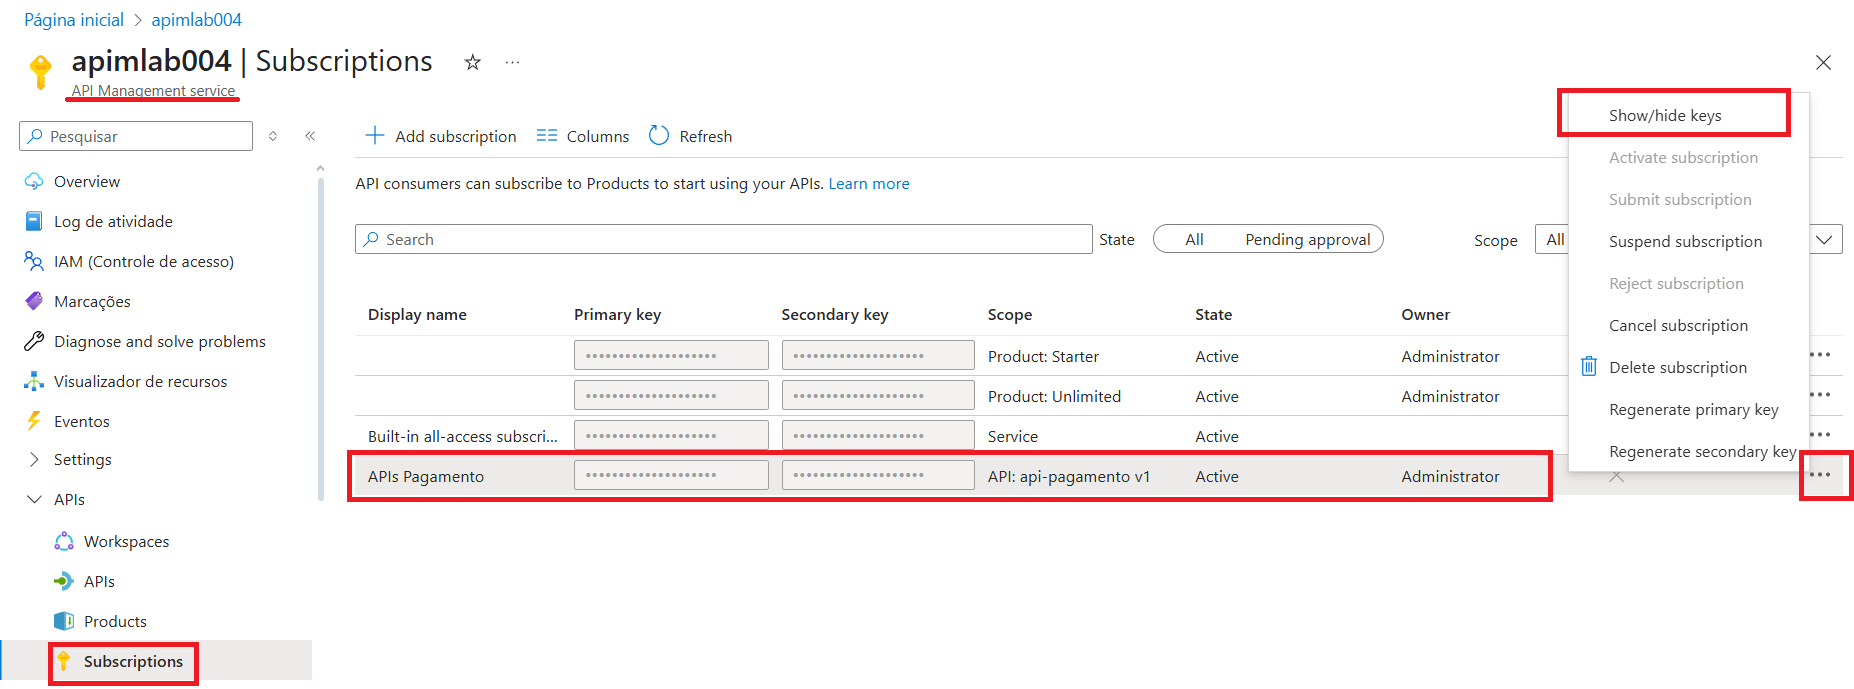 Página inicial > apimlab004
apimlab004 | Subscriptions
API Management service
Pesquisar
Overview
Log de atividade
IAM (Controle de acesso)
Marcações
Diagnose and solve problems
Visualizador de recursos
Eventos
Settings
APIs
Workspaces
APIs
Products
Subscriptions
Add subscription Columns Refresh
API consumers can subscribe to Products to start using your APIs. Learn more
Search State All Pending approval Scope All
Display name Primary key Secondary key Scope State Owner
•••••••••••••••••••• •••••••••••••••••••• Product: Starter Active Administrator
•••••••••••••••••••• •••••••••••••••••••• Product: Unlimited Active Administrator
Built-in all-access subscri... •••••••••••••••••••• •••••••••••••••••••• Service Active
APIs Pagamento •••••••••••••••••••• •••••••••••••••••••• API: api-pagamento v1 Active Administrator
Show/hide keys
Activate subscription
Submit subscription
Suspend subscription
Reject subscription
Cancel subscription
Delete subscription
Regenerate primary key
Regenerate secondary key